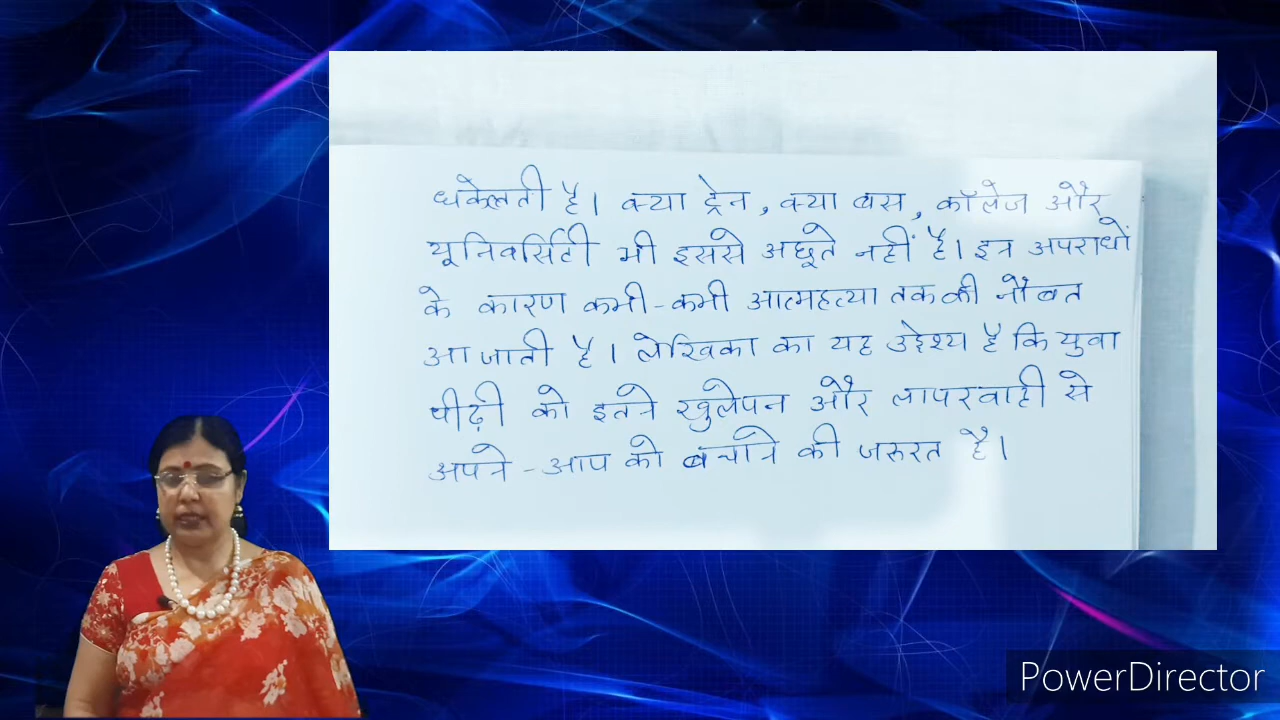 धकेलती है। क्या ट्रेन, क्या बस, कॉलेज और
यूनिवर्सिटी भी इससे अछूते नहीं है। इन अपराधों
के कारण कभी-कभी आत्महत्या तक की नौबत
आ जाती है। लेखिका का यह उद्देश्य है कि युवा
पीढ़ी को इतने खुलेपन और लापरवाही से
अपने-आप को बचाने की जरुरत है।
PowerDirector